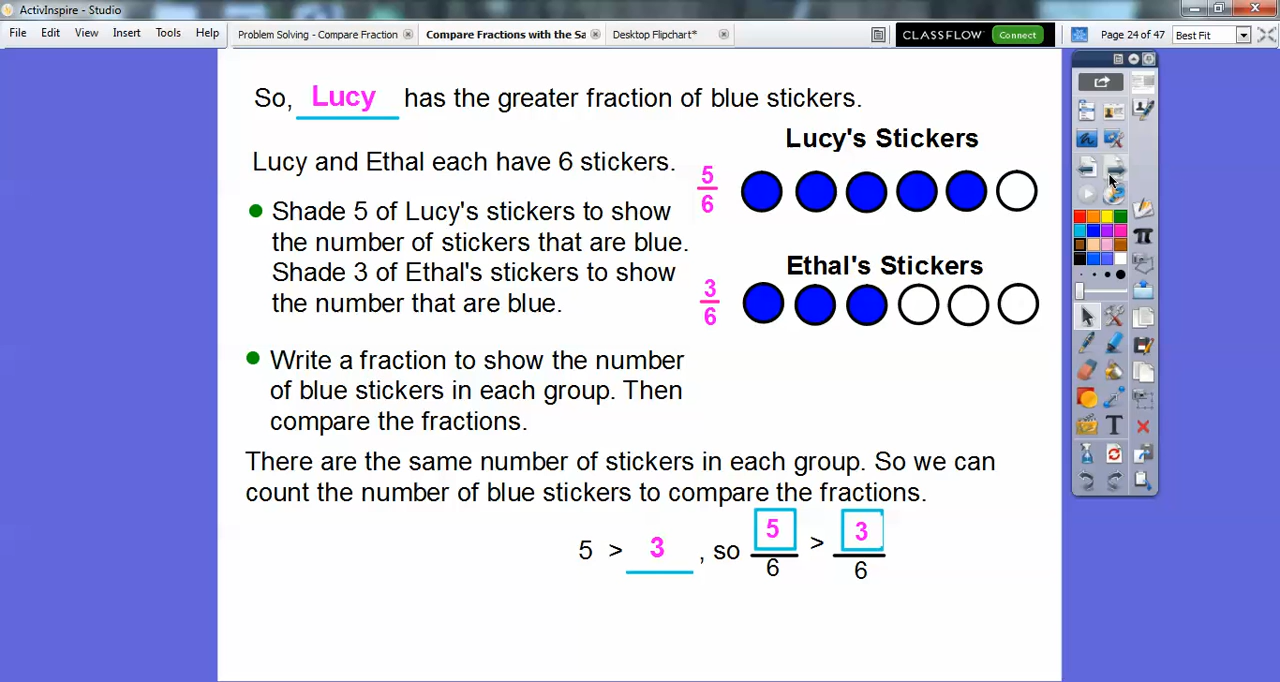 ActivInspire - Studio
File Edit View Insert Tools Help
Problem Solving - Compare Fraction
Compare Fractions with the Sa
Desktop Flipchart*
CLASSFLOW Connect
Page 24 of 47
Best Fit
So, Lucy has the greater fraction of blue stickers.
Lucy and Ethal each have 6 stickers.
Shade 5 of Lucy's stickers to show
the number of stickers that are blue.
Shade 3 of Ethal's stickers to show
the number that are blue.
Lucy's Stickers
5/6
Ethal's Stickers
3/6
Write a fraction to show the number
of blue stickers in each group. Then
compare the fractions.
There are the same number of stickers in each group. So we can
count the number of blue stickers to compare the fractions.
5 > 3 , so 5/6 > 3/6